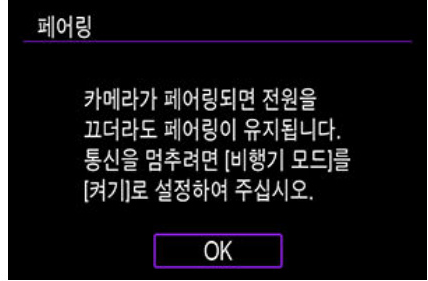 페어링
카메라가 페어링되면 전원을
끄더라도 페어링이 유지됩니다.
통신을 멈추려면 [비행기 모드]를
[켜기]로 설정하여 주십시오.
OK